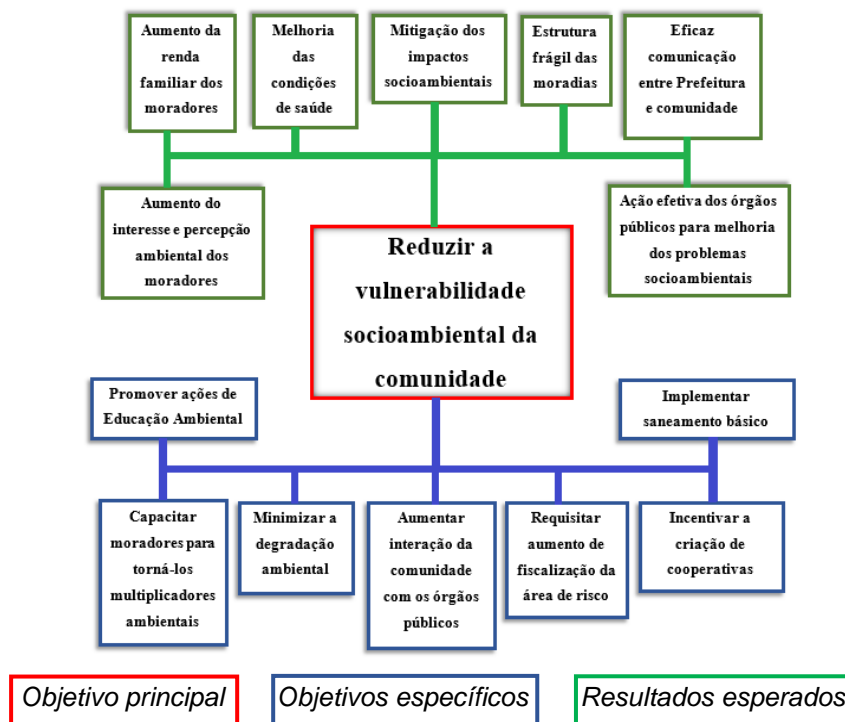 Aumento da
renda
familiar dos
moradores
Melhoria
das
condições
de saúde
Mitigação dos
impactos
socioambientais
Estrutura
frágil das
moradias
Eficaz
comunicação
entre Prefeitura
e comunidade
Aumento do
interesse e percepção
ambiental dos
moradores
Ação efetiva dos órgãos
públicos para melhoria
dos problemas
socioambientais
Reduzir a
vulnerabilidade
socioambiental da
comunidade
Promover ações de
Educação Ambiental
Implementar
saneamento básico
Capacitar
moradores para
torná-los
multiplicadores
ambientais
Minimizar a
degradação
ambiental
Aumentar
interação da
comunidade
com os órgãos
públicos
Requisitar
aumento de
fiscalização da
área de risco
Incentivar a
criação de
cooperativas
Objetivo principal
Objetivos específicos
Resultados esperados